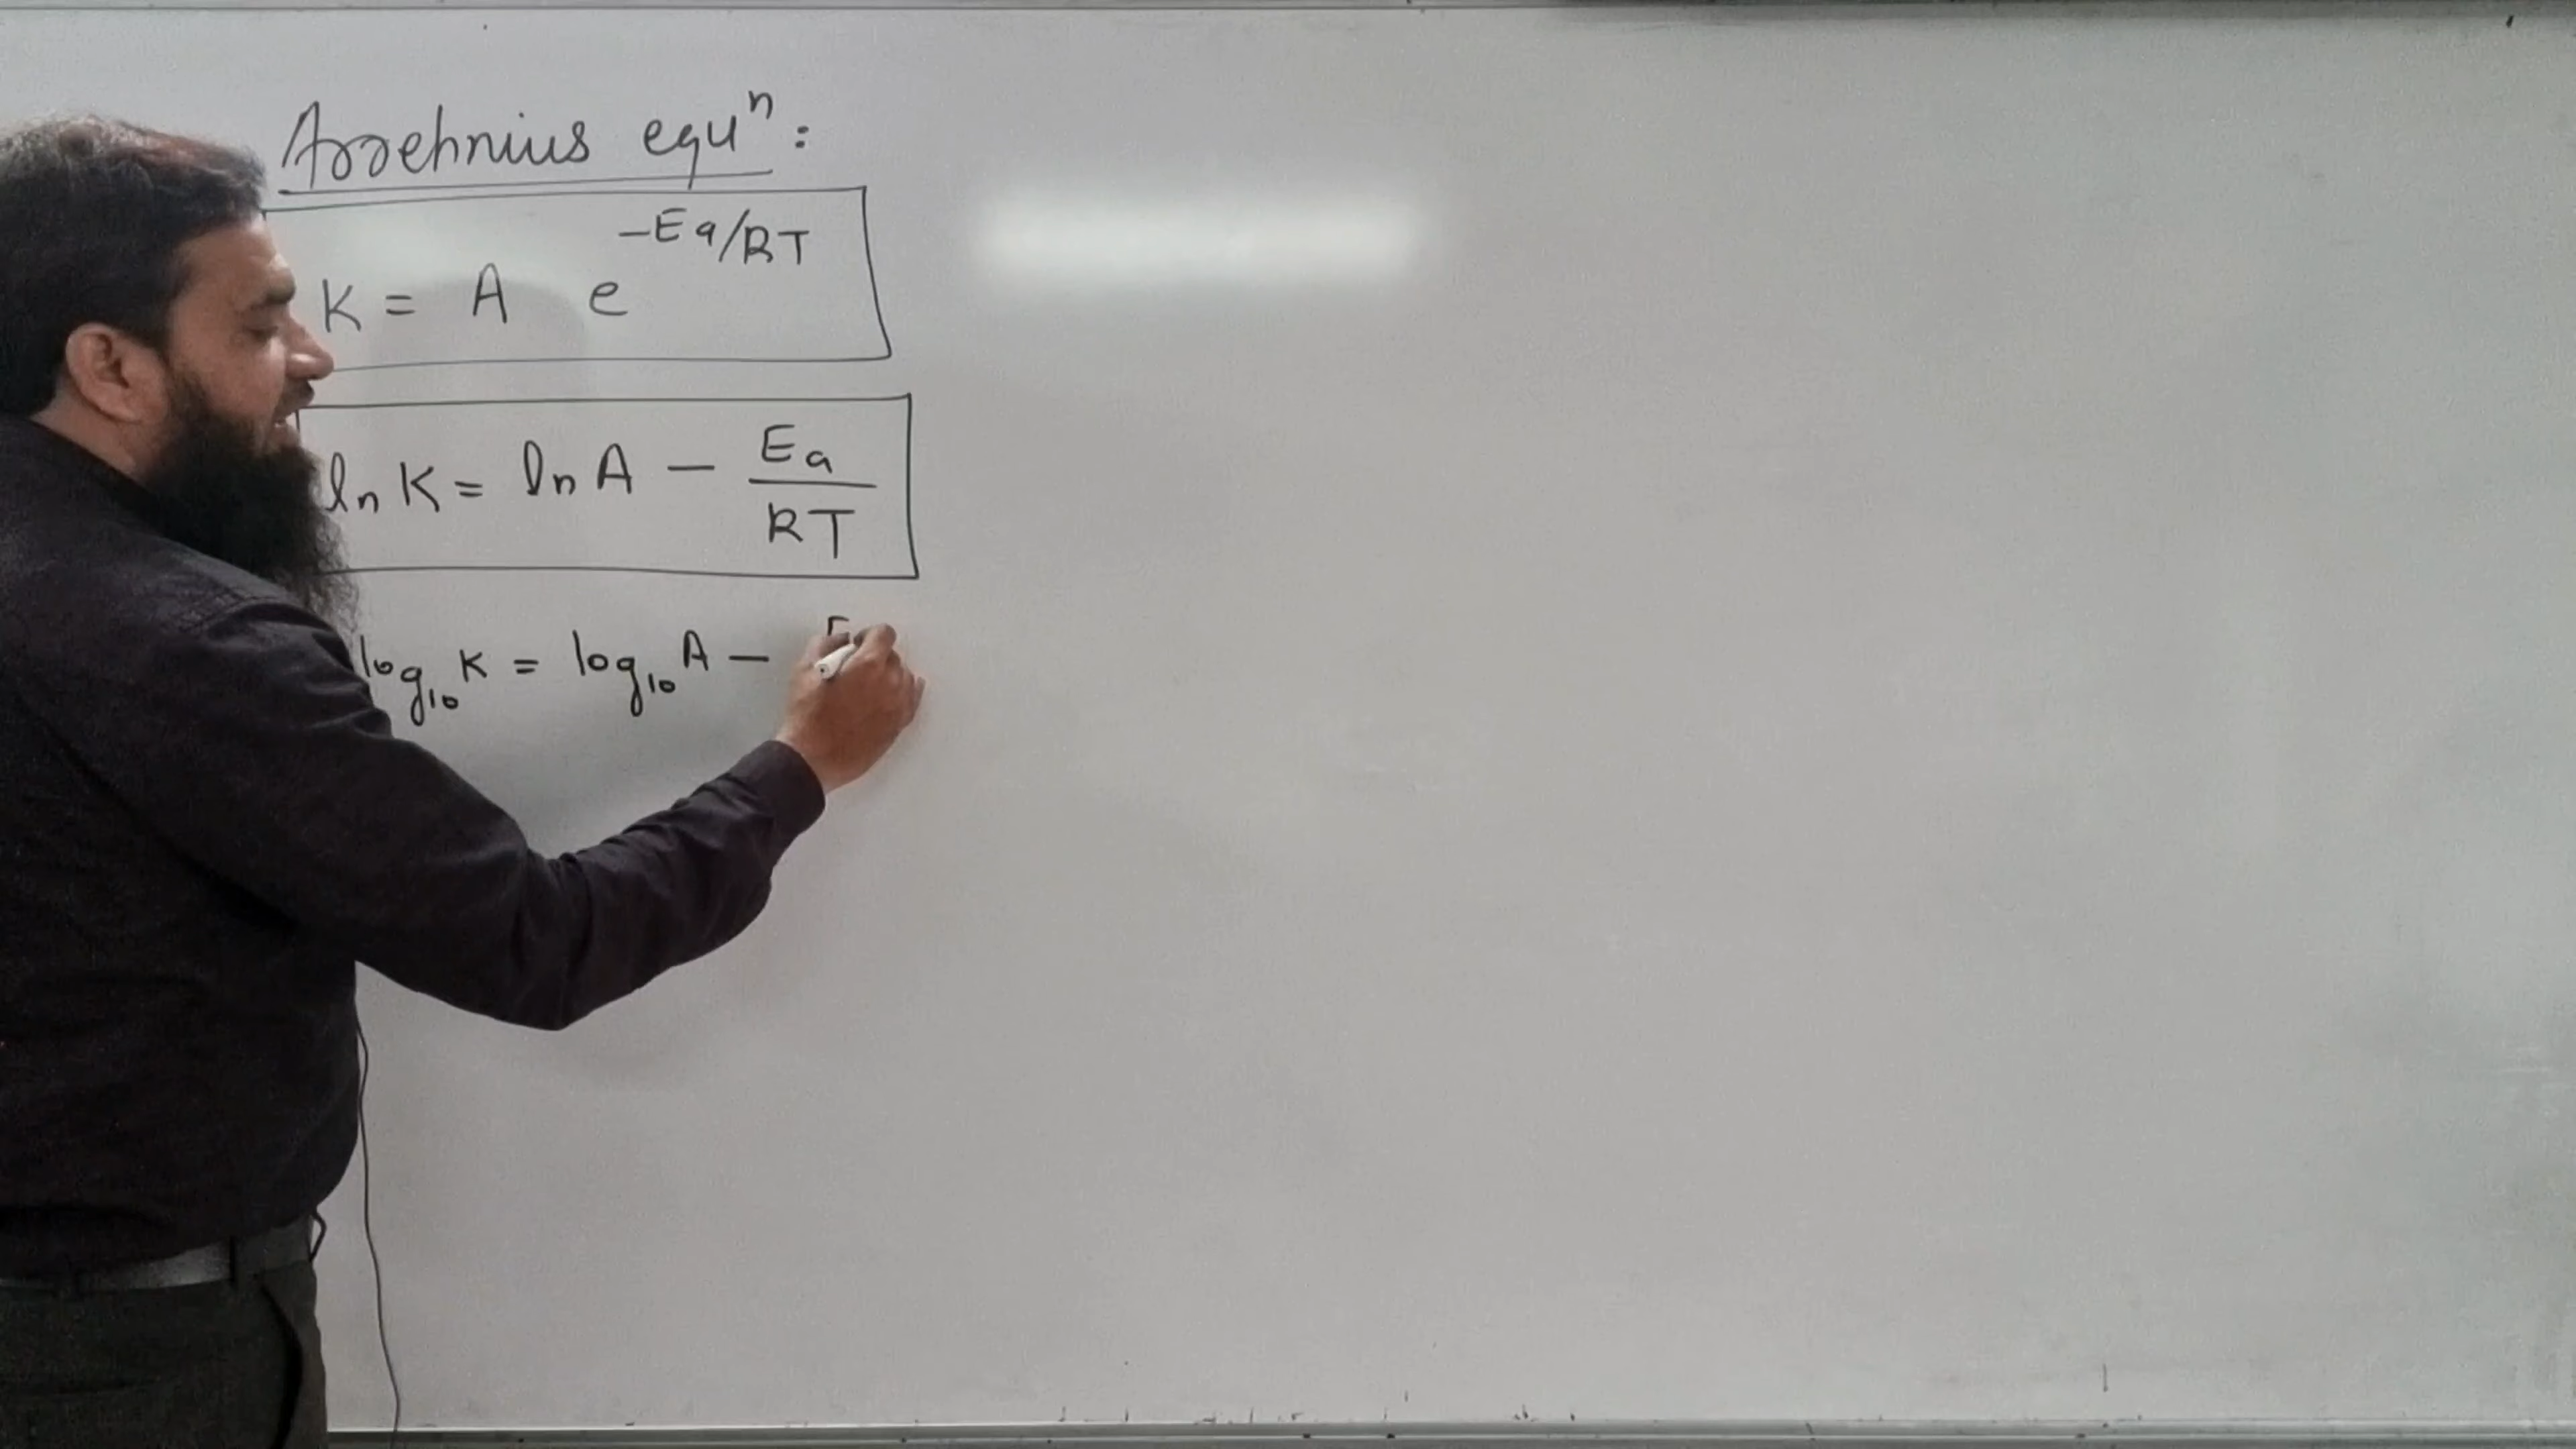 Arrehnius equⁿ :
K = A e^{-Ea/RT}
ln K = ln A - Ea/RT
log₁₀ K = log₁₀ A -